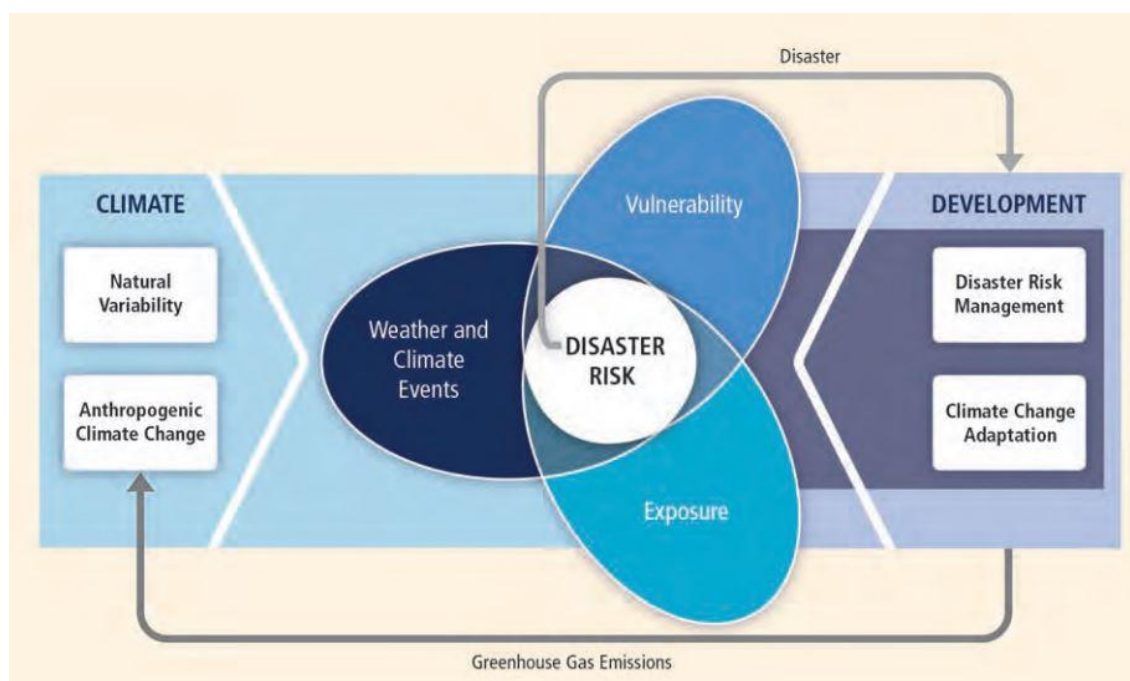 Disaster
CLIMATE
Natural
Variability
Anthropogenic
Climate Change
Vulnerability
Weather and
Climate
Events
DISASTER
RISK
Exposure
DEVELOPMENT
Disaster Risk
Management
Climate Change
Adaptation
Greenhouse Gas Emissions